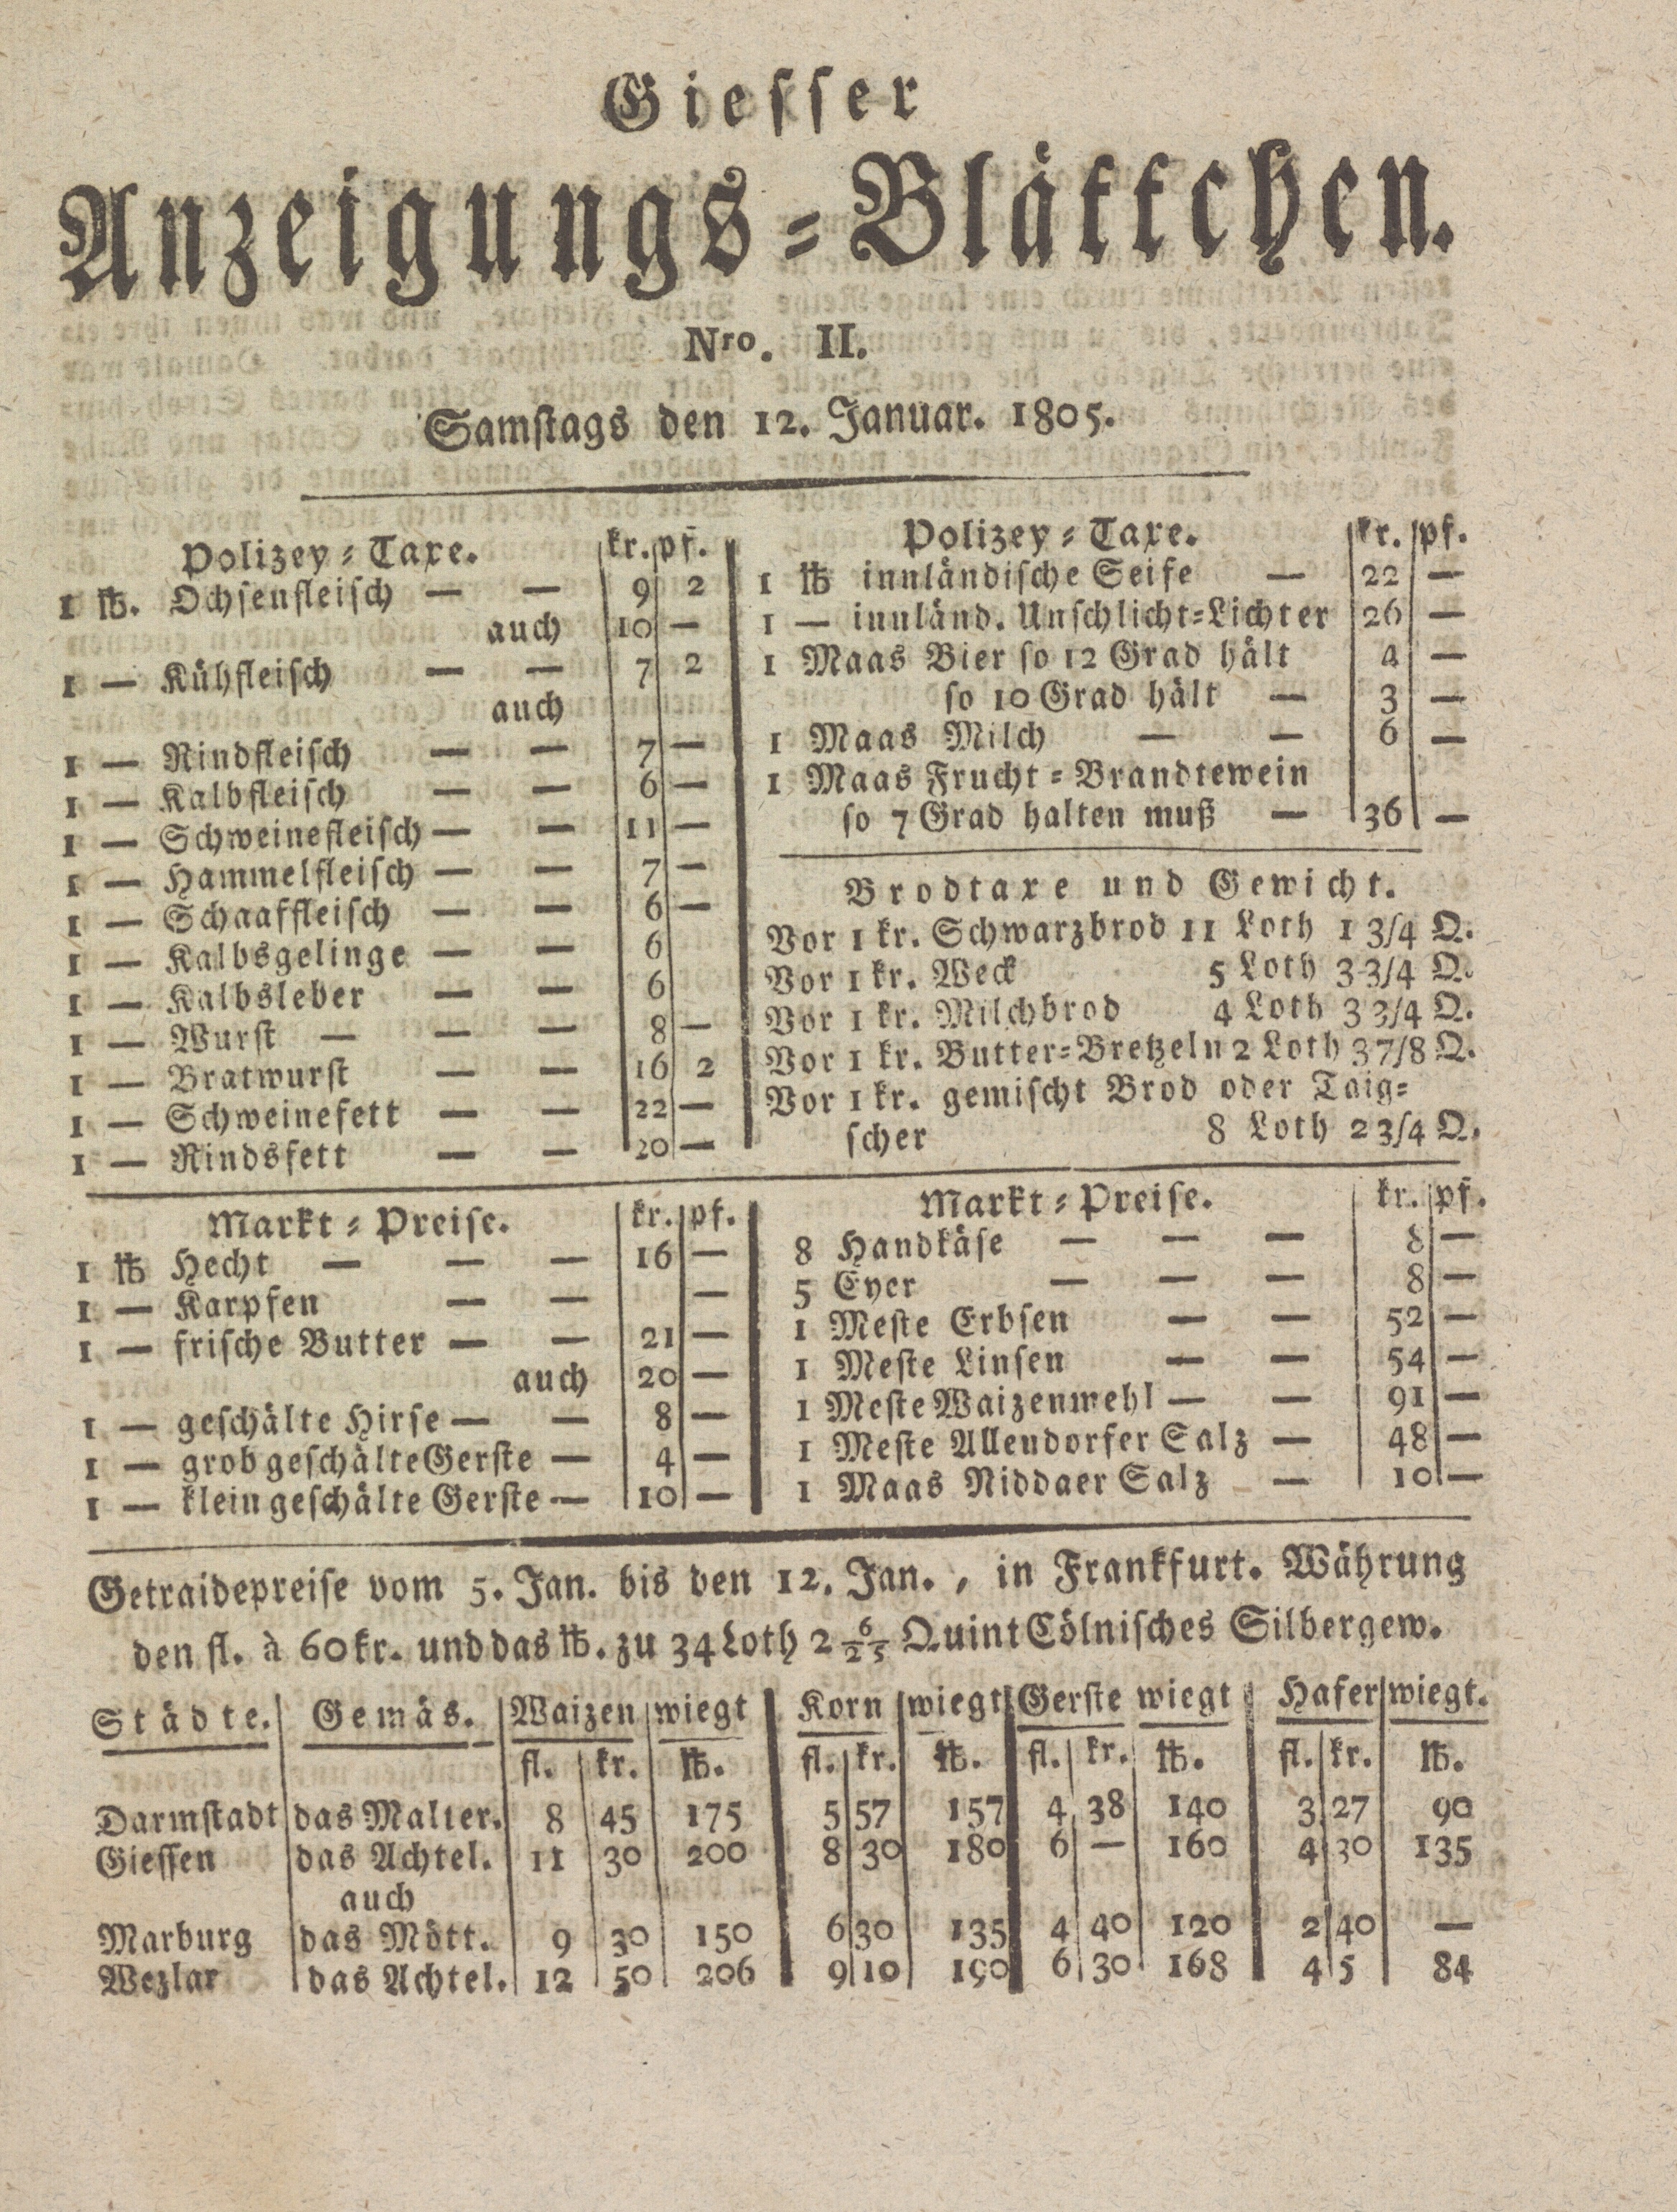 Giesser
Anzeigungs-Blättchen.
Nro. II.
Samstags den 12. Januar. 1805.
Polizey-Taxe. kr. pf.
1 ℔. Ochsenfleisch — — 9 2
auch 10 —
1 — Kühfleisch — — 7 2
auch
1 — Rindfleisch — — 7 —
1 — Kalbfleisch — — 6 —
1 — Schweinefleisch — — 11 —
1 — Hammelfleisch — — 7 —
1 — Schaaffleisch — — 6 —
1 — Kalbsgelinge — — 6
1 — Kalbsleber — — 6
1 — Wurst — — — 8 —
1 — Bratwurst — — 16 2
1 — Schweinefett — — 22 —
1 — Rindsfett — — 20 —
Polizey-Taxe. kr. pf.
1 ℔ innländische Seife — 22 —
1 — innländ. Unschlicht-Lichter 26 —
1 Maas Bier so 12 Grad hält 4 —
so 10 Grad hält — 3 —
1 Maas Milch — — 6 —
1 Maas Frucht-Brandtewein
so 7 Grad halten muß — 36 —
Brodtaxe und Gewicht.
Vor 1 kr. Schwarzbrod 11 Loth 1 3/4 Q.
Vor 1 kr. Weck 5 Loth 3 3/4 Q.
Vor 1 kr. Milchbrod 4 Loth 3 3/4 Q.
Vor 1 kr. Butter-Bretzeln 2 Loth 3 7/8 Q.
Vor 1 kr. gemischt Brod oder Taig-
scher 8 Loth 2 3/4 Q.
Markt-Preise. kr. pf.
1 ℔ Hecht — — — 16 —
1 — Karpfen — — —
1 — frische Butter — — 21 —
auch 20 —
1 — geschälte Hirse — — 8 —
1 — grob geschälte Gerste — 4 —
1 — klein geschälte Gerste — 10 —
Markt-Preise. kr. pf.
8 Handkäse — — — 8 —
5 Eyer — — — 8 —
1 Meste Erbsen — — 52 —
1 Meste Linsen — — 54 —
1 Meste Waizenmehl — — 91 —
1 Meste Allendorfer Salz — 48 —
1 Maas Niddaer Salz — 10 —
Getraidepreise vom 5. Jan. bis den 12. Jan., in Frankfurt. Währung
den fl. à 60 kr. und das ℔. zu 34 Loth 2 6/25 Quint Cölnisches Silbergew.
Städte. Gemäs. Waizen wiegt Korn wiegt Gerste wiegt Hafer wiegt.
fl. kr. ℔. fl. kr. ℔. fl. kr. ℔. fl. kr. ℔.
Darmstadt das Malter. 8 45 175 5 57 157 4 38 140 3 27 90
Giessen das Achtel. 11 30 200 8 30 180 6 — 160 4 30 135
auch
Marburg das Mött. 9 30 150 6 30 135 4 40 120 2 40 —
Wezlar das Achtel. 12 50 206 9 10 190 6 30 168 4 5 84